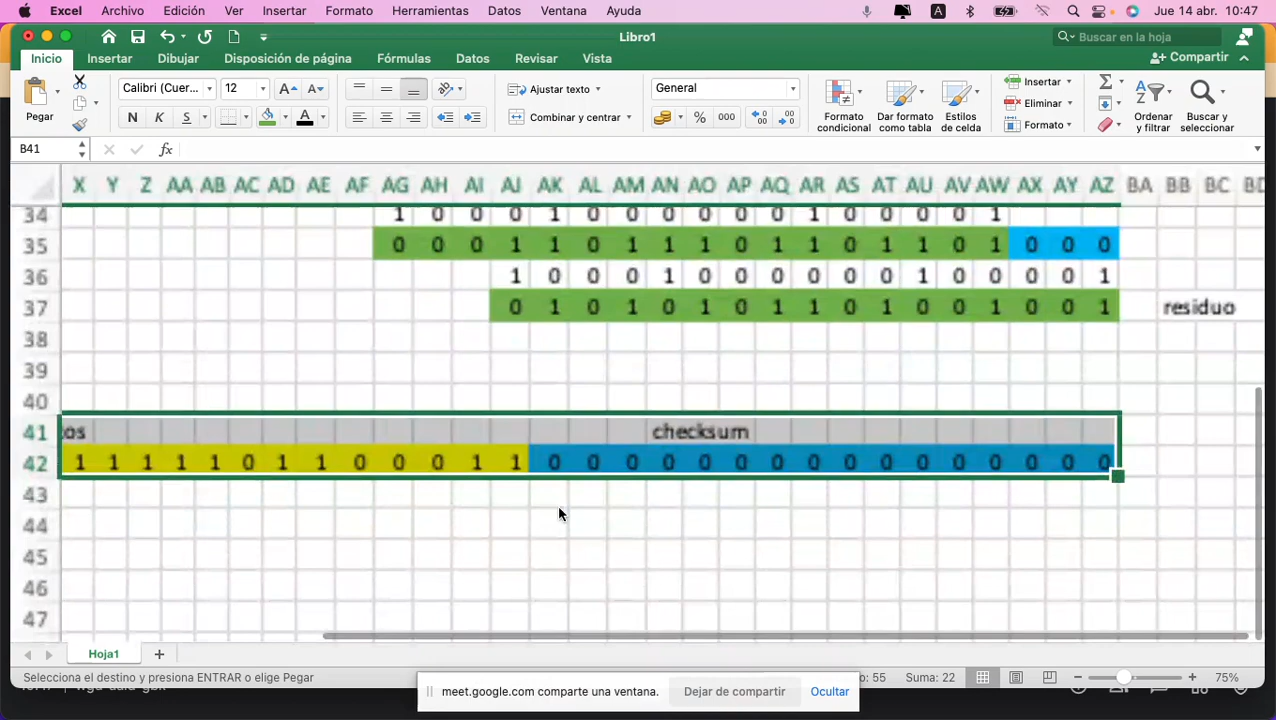 Excel Archivo Edición Ver Insertar Formato Herramientas Datos Ventana Ayuda A Jue 14 abr. 10:47
Libro1 Buscar en la hoja
Inicio Insertar Dibujar Disposición de página Fórmulas Datos Revisar Vista Compartir
Calibri (Cuer... 12 A A Ajustar texto General Insertar
Pegar N K S A Combinar y centrar % 000 Formato condicional Dar formato como tabla Estilos de celda Eliminar Formato Ordenar y filtrar Buscar y seleccionar
B41 fx
X Y Z AA AB AC AD AE AF AG AH AI AJ AK AL AM AN AO AP AQ AR AS AT AU AV AW AX AY AZ BA BB BC BD
34 1 0 0 0 1 0 0 0 0 0 0 1 0 0 0 0 1
35 0 0 0 1 1 0 1 1 1 0 1 1 0 1 1 0 1 0 0 0
36 1 0 0 0 1 0 0 0 0 0 0 1 0 0 0 0 1
37 0 1 0 1 0 1 0 1 1 0 1 0 0 1 0 0 1 residuo
38
39
40
41 tos checksum
42 1 1 1 1 1 0 1 1 0 0 0 1 1 0 0 0 0 0 0 0 0 0 0 0 0 0 0 0
43
44
45
46
47
Hoja1 +
Selecciona el destino y presiona ENTRAR o elige Pegar o: 55 Suma: 22 75%
meet.google.com comparte una ventana. Dejar de compartir Ocultar